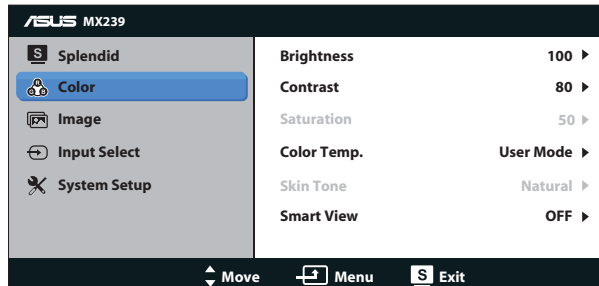 ASUS MX239
S Splendid
Color
Image
Input Select
System Setup
Brightness 100
Contrast 80
Saturation 50
Color Temp. User Mode
Skin Tone Natural
Smart View OFF
Move Menu S Exit